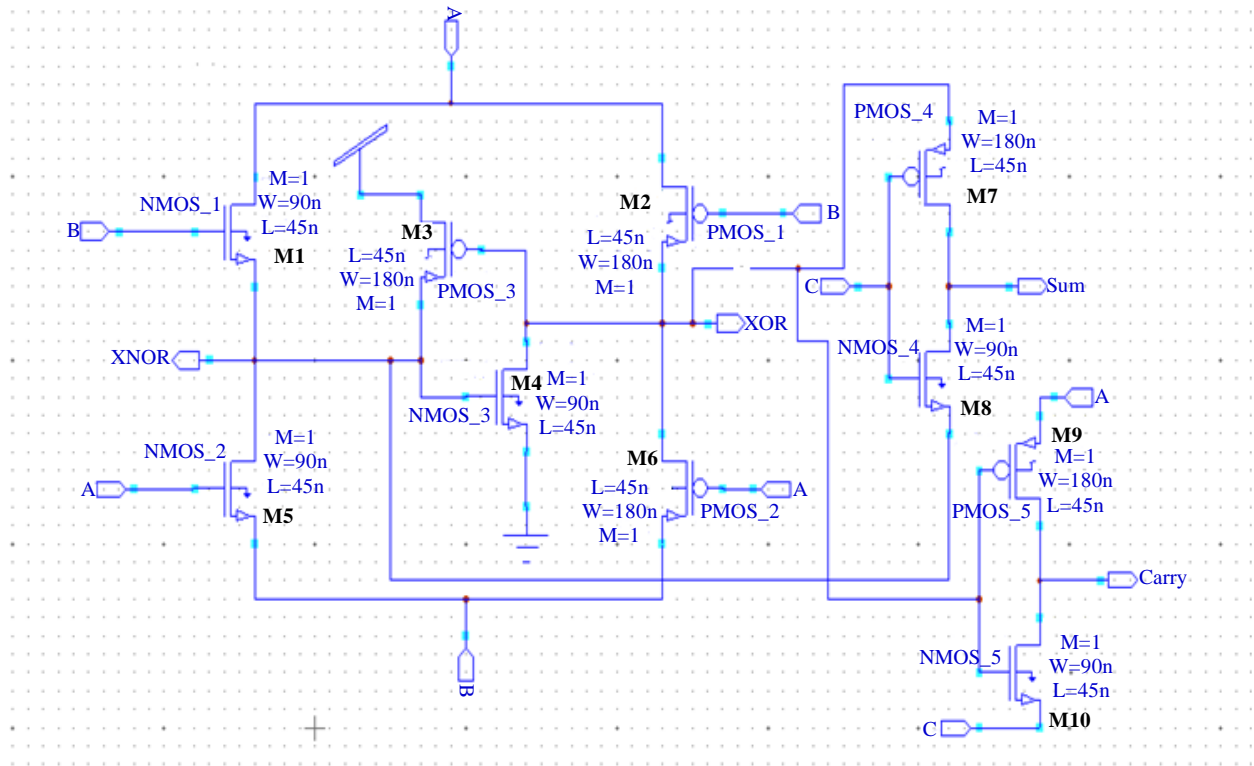 A
PMOS_4
M=1
W=180n
L=45n
M7
NMOS_1
M=1
W=90n
L=45n
M1
B
M3
L=45n
W=180n
M=1
PMOS_3
M2
L=45n
W=180n
M=1
PMOS_1
B
C
Sum
XOR
XNOR
NMOS_4
M=1
W=90n
L=45n
M8
M4
M=1
W=90n
L=45n
NMOS_3
A
M9
M=1
W=180n
L=45n
PMOS_5
NMOS_2
M=1
W=90n
L=45n
M5
A
M6
L=45n
W=180n
M=1
PMOS_2
A
Carry
NMOS_5
M=1
W=90n
L=45n
M10
B
C